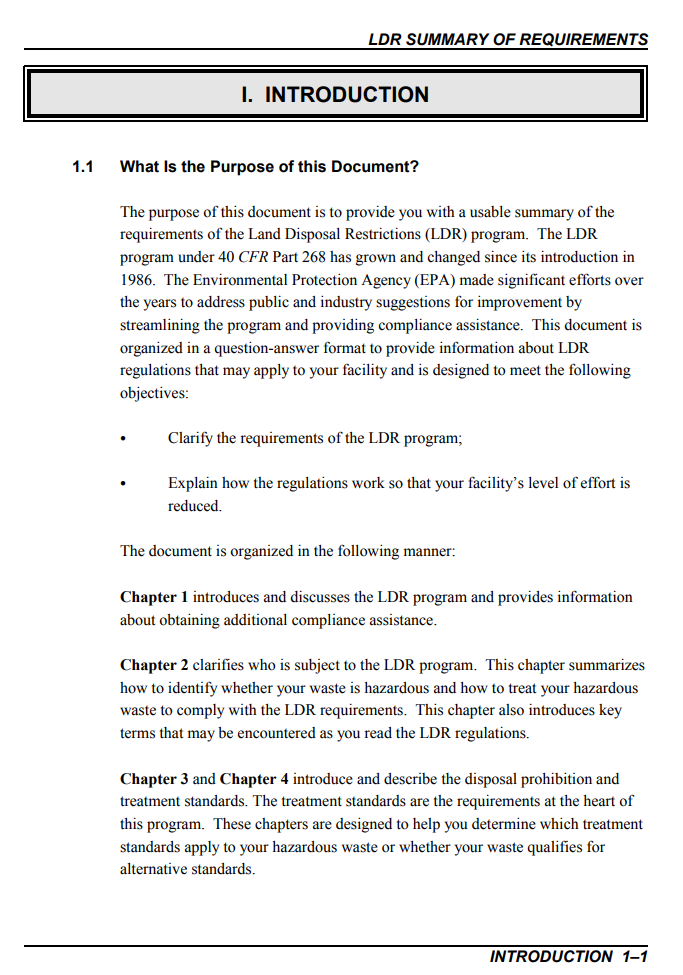 LDR SUMMARY OF REQUIREMENTS
I. INTRODUCTION
1.1 What Is the Purpose of this Document?
The purpose of this document is to provide you with a usable summary of the
requirements of the Land Disposal Restrictions (LDR) program. The LDR
program under 40 CFR Part 268 has grown and changed since its introduction in
1986. The Environmental Protection Agency (EPA) made significant efforts over
the years to address public and industry suggestions for improvement by
streamlining the program and providing compliance assistance. This document is
organized in a question-answer format to provide information about LDR
regulations that may apply to your facility and is designed to meet the following
objectives:
• Clarify the requirements of the LDR program;
• Explain how the regulations work so that your facility’s level of effort is
reduced.
The document is organized in the following manner:
Chapter 1 introduces and discusses the LDR program and provides information
about obtaining additional compliance assistance.
Chapter 2 clarifies who is subject to the LDR program. This chapter summarizes
how to identify whether your waste is hazardous and how to treat your hazardous
waste to comply with the LDR requirements. This chapter also introduces key
terms that may be encountered as you read the LDR regulations.
Chapter 3 and Chapter 4 introduce and describe the disposal prohibition and
treatment standards. The treatment standards are the requirements at the heart of
this program. These chapters are designed to help you determine which treatment
standards apply to your hazardous waste or whether your waste qualifies for
alternative standards.
INTRODUCTION 1–1